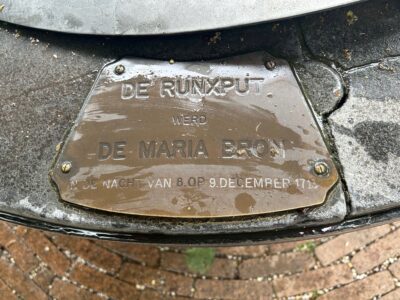 DE RUNXPUT
WERD
DE MARIA BRON
IN DE NACHT VAN 8 OP 9 DECEMBER